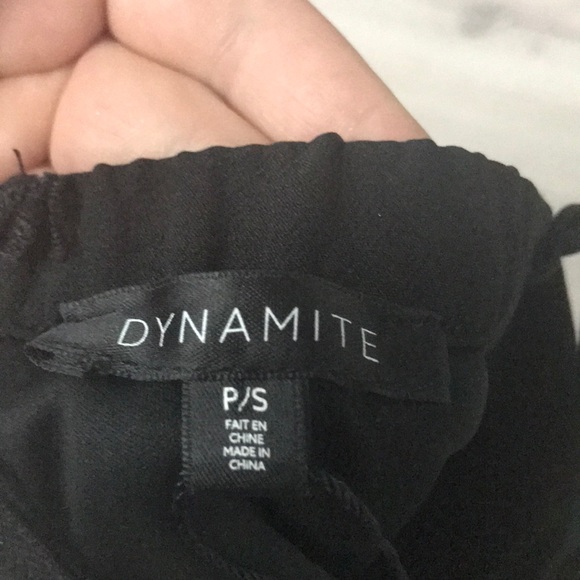 DYNAMITE
P/S
FAIT EN
CHINE
MADE IN
CHINA